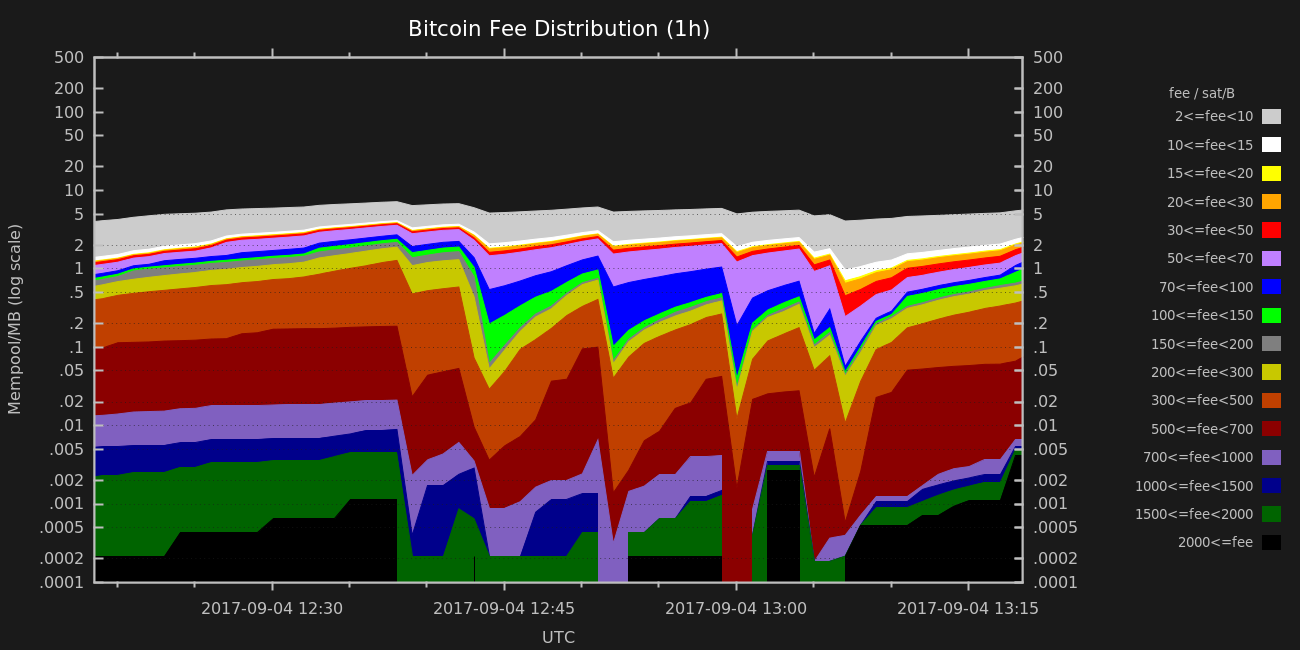 Bitcoin Fee Distribution (1h)
500 500
200 200
100 100
50 50
20 20
10 10
5 5
2 2
1 1
.5 .5
.2 .2
.1 .1
.05 .05
.02 .02
.01 .01
.005 .005
.002 .002
.001 .001
.0005 .0005
.0002 .0002
.0001 .0001
Mempool/MB (log scale)
2017-09-04 12:30 2017-09-04 12:45 2017-09-04 13:00 2017-09-04 13:15
UTC
fee / sat/B
2<=fee<10
10<=fee<15
15<=fee<20
20<=fee<30
30<=fee<50
50<=fee<70
70<=fee<100
100<=fee<150
150<=fee<200
200<=fee<300
300<=fee<500
500<=fee<700
700<=fee<1000
1000<=fee<1500
1500<=fee<2000
2000<=fee